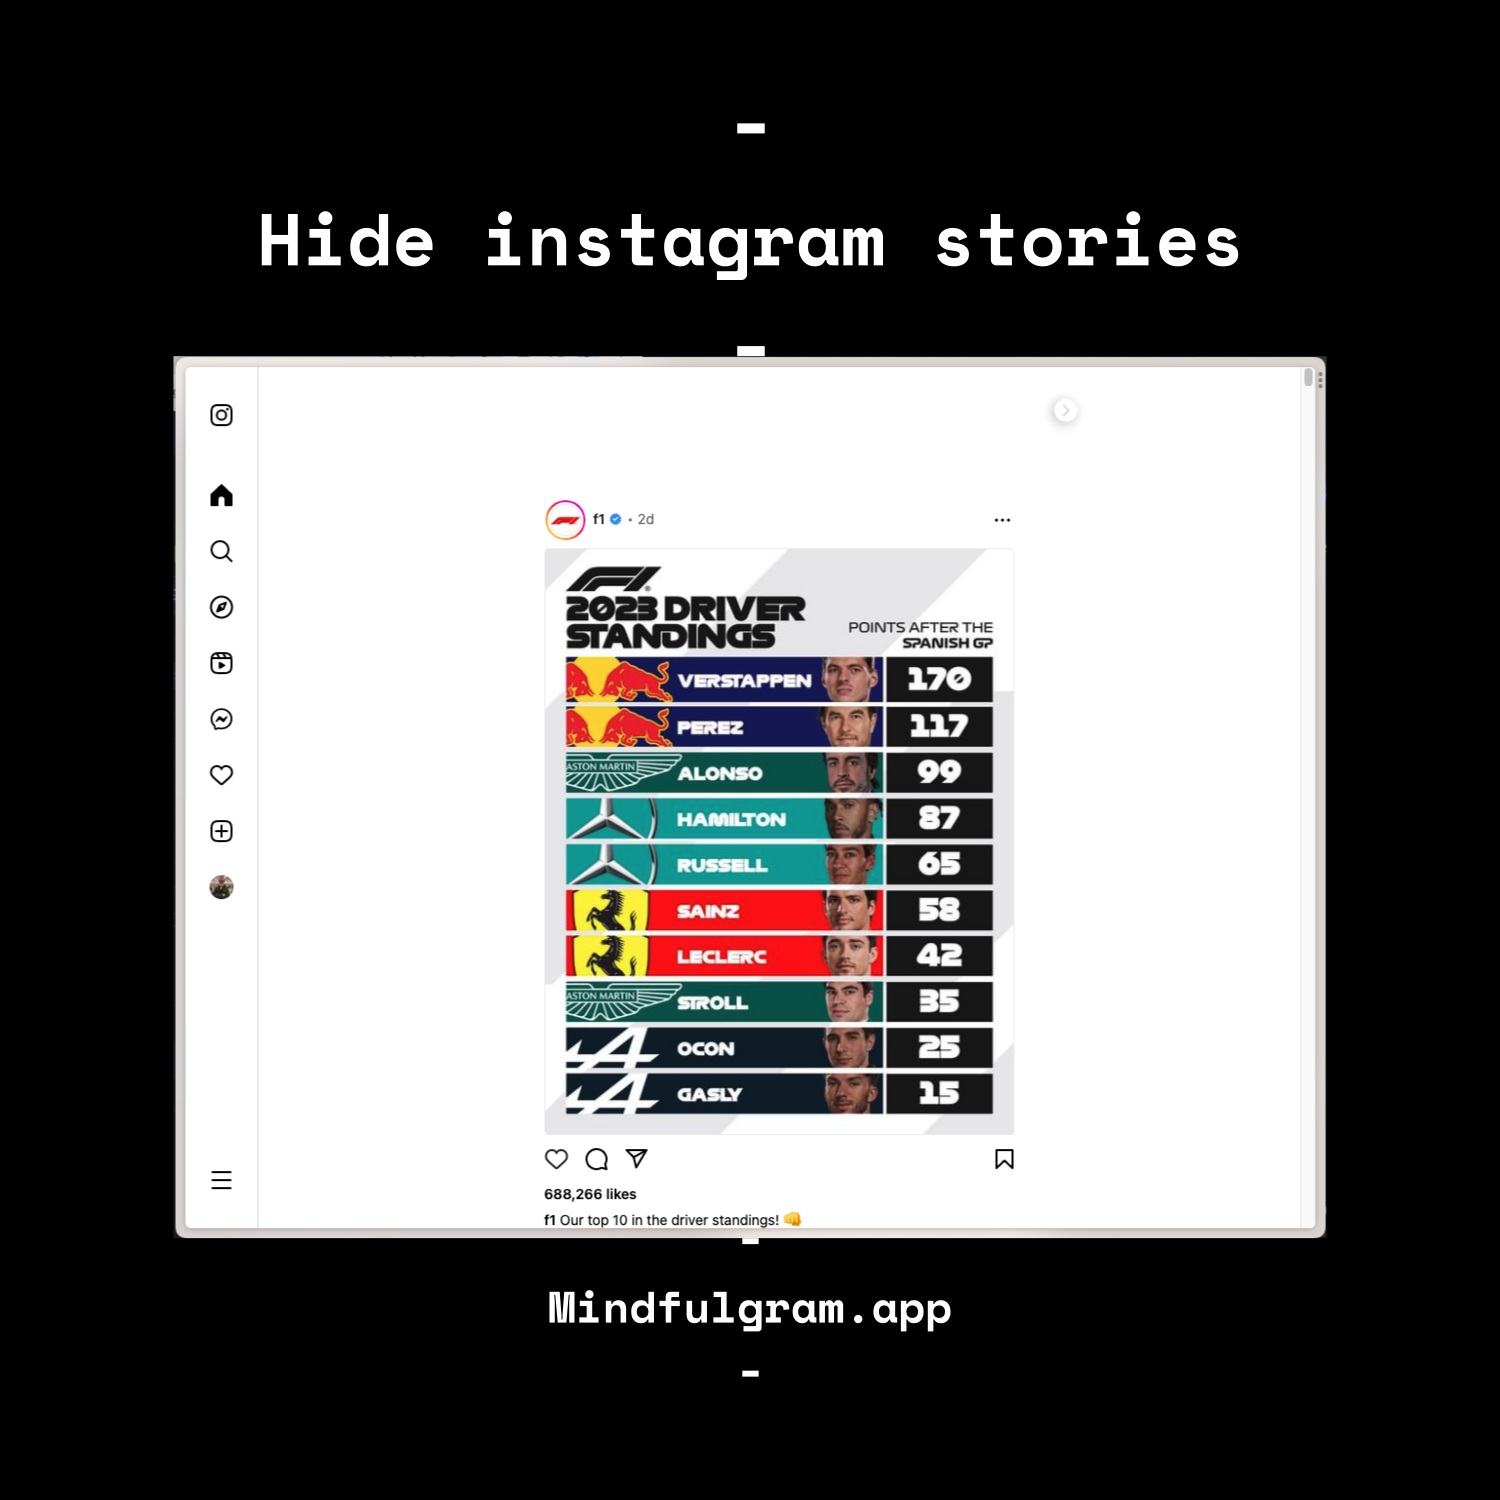 -
Hide instagram stories
-
f1 • 2d
2023 DRIVER
STANDINGS
POINTS AFTER THE
SPANISH GP
VERSTAPPEN 170
PEREZ 117
ASTON MARTIN ALONSO 99
HAMILTON 87
RUSSELL 65
SAINZ 58
LECLERC 42
ASTON MARTIN STROLL 35
OCON 25
GASLY 15
688,266 likes
f1 Our top 10 in the driver standings! 👊
-
Mindfulgram.app
-